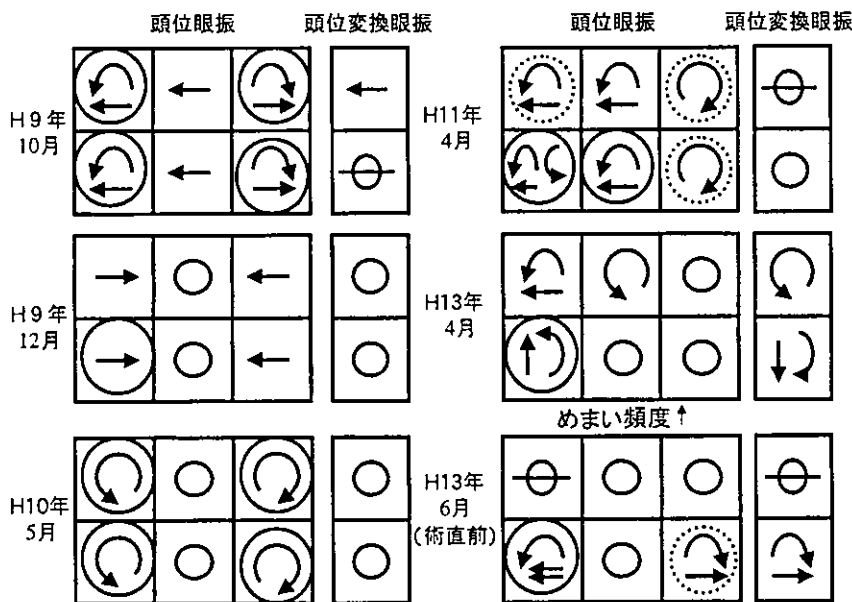 頭位眼振 頭位変換眼振
H9年
10月
H9年
12月
H10年
5月
頭位眼振 頭位変換眼振
H11年
4月
H13年
4月
めまい頻度↑
H13年
6月
(術直前)